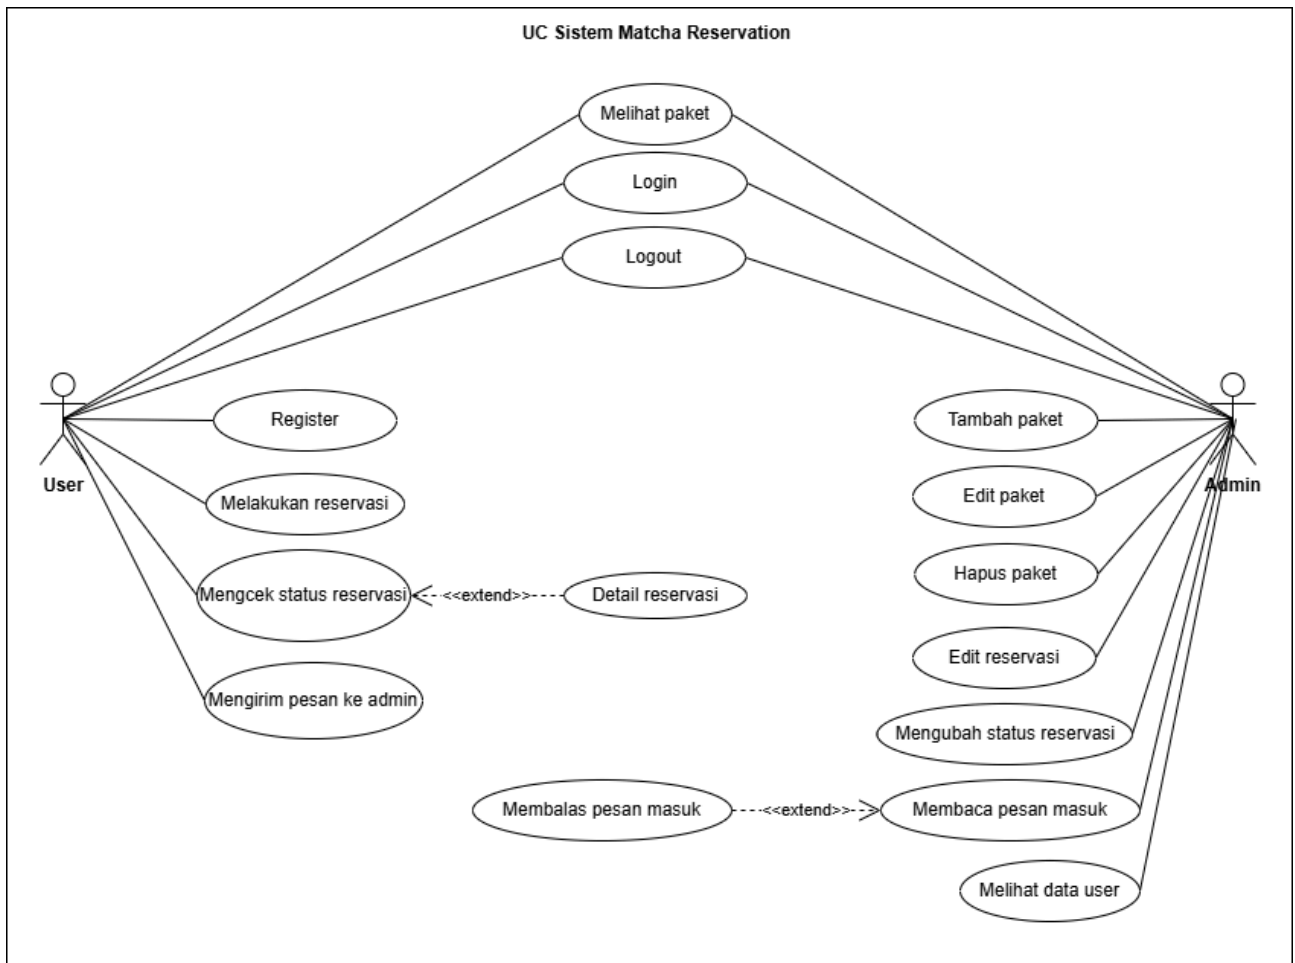 UC Sistem Matcha Reservation
Melihat paket
Login
Logout
Register
Tambah paket
User
Admin
Melakukan reservasi
Edit paket
Mengcek status reservasi
<<extend>>
Detail reservasi
Hapus paket
Edit reservasi
Mengirim pesan ke admin
Mengubah status reservasi
Membalas pesan masuk
<<extend>>
Membaca pesan masuk
Melihat data user